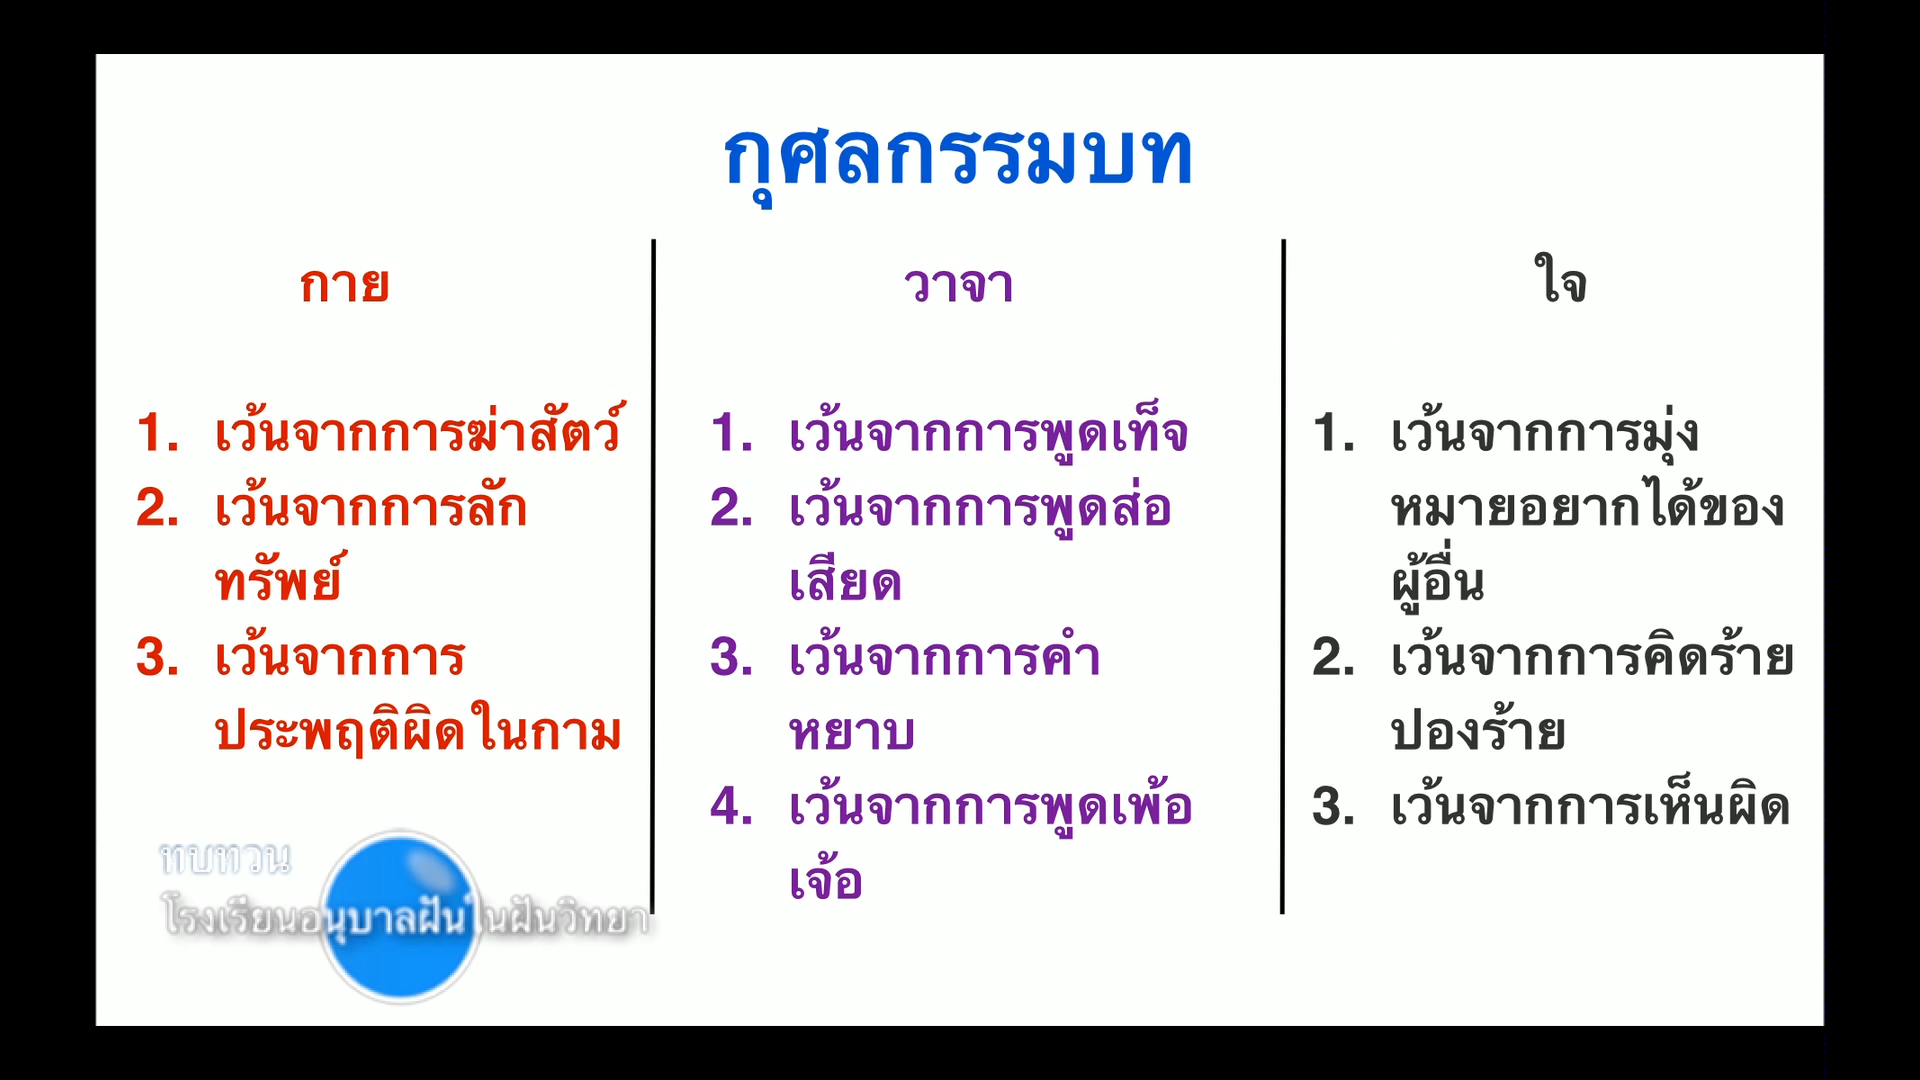 กุศลกรรมบท
กาย
1. เว้นจากการฆ่าสัตว์
2. เว้นจากการลัก
ทรัพย์
3. เว้นจากการ
ประพฤติผิดในกาม
วาจา
1. เว้นจากการพูดเท็จ
2. เว้นจากการพูดส่อ
เสียด
3. เว้นจากการคำ
หยาบ
4. เว้นจากการพูดเพ้อ
เจ้อ
ใจ
1. เว้นจากการมุ่ง
หมายอยากได้ของ
ผู้อื่น
2. เว้นจากการคิดร้าย
ปองร้าย
3. เว้นจากการเห็นผิด
ทบทวน
โรงเรียนอนุบาลฝันในฝันวิทยา